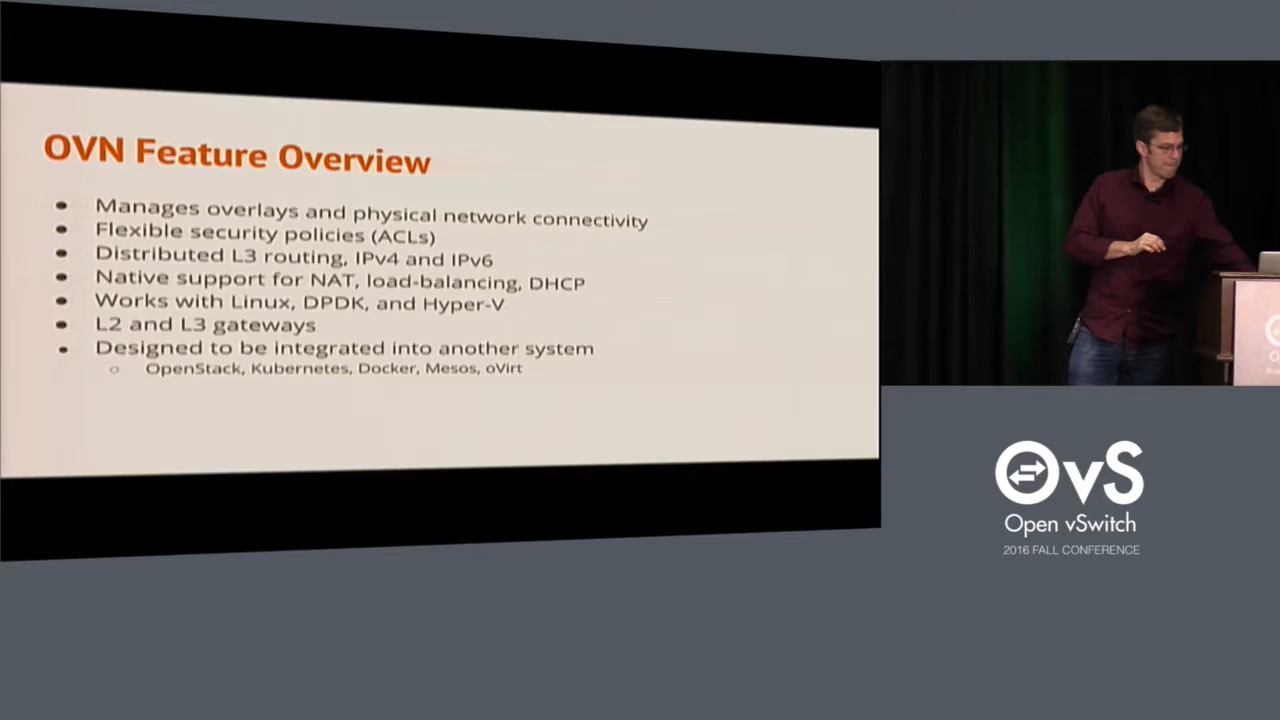 OVN Feature Overview
Manages overlays and physical network connectivity
Flexible security policies (ACLs)
Distributed L3 routing, IPv4 and IPv6
Native support for NAT, load-balancing, DHCP
Works with Linux, DPDK, and Hyper-V
L2 and L3 gateways
Designed to be integrated into another system
OpenStack, Kubernetes, Docker, Mesos, oVirt
OvS
Open vSwitch
2016 FALL CONFERENCE